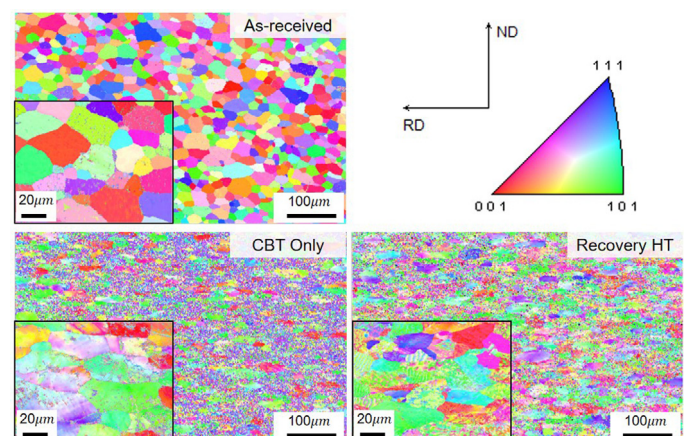 As-received
20μm
100μm
ND
RD
1 1 1
0 0 1
1 0 1
CBT Only
20μm
100μm
Recovery HT
20μm
100μm